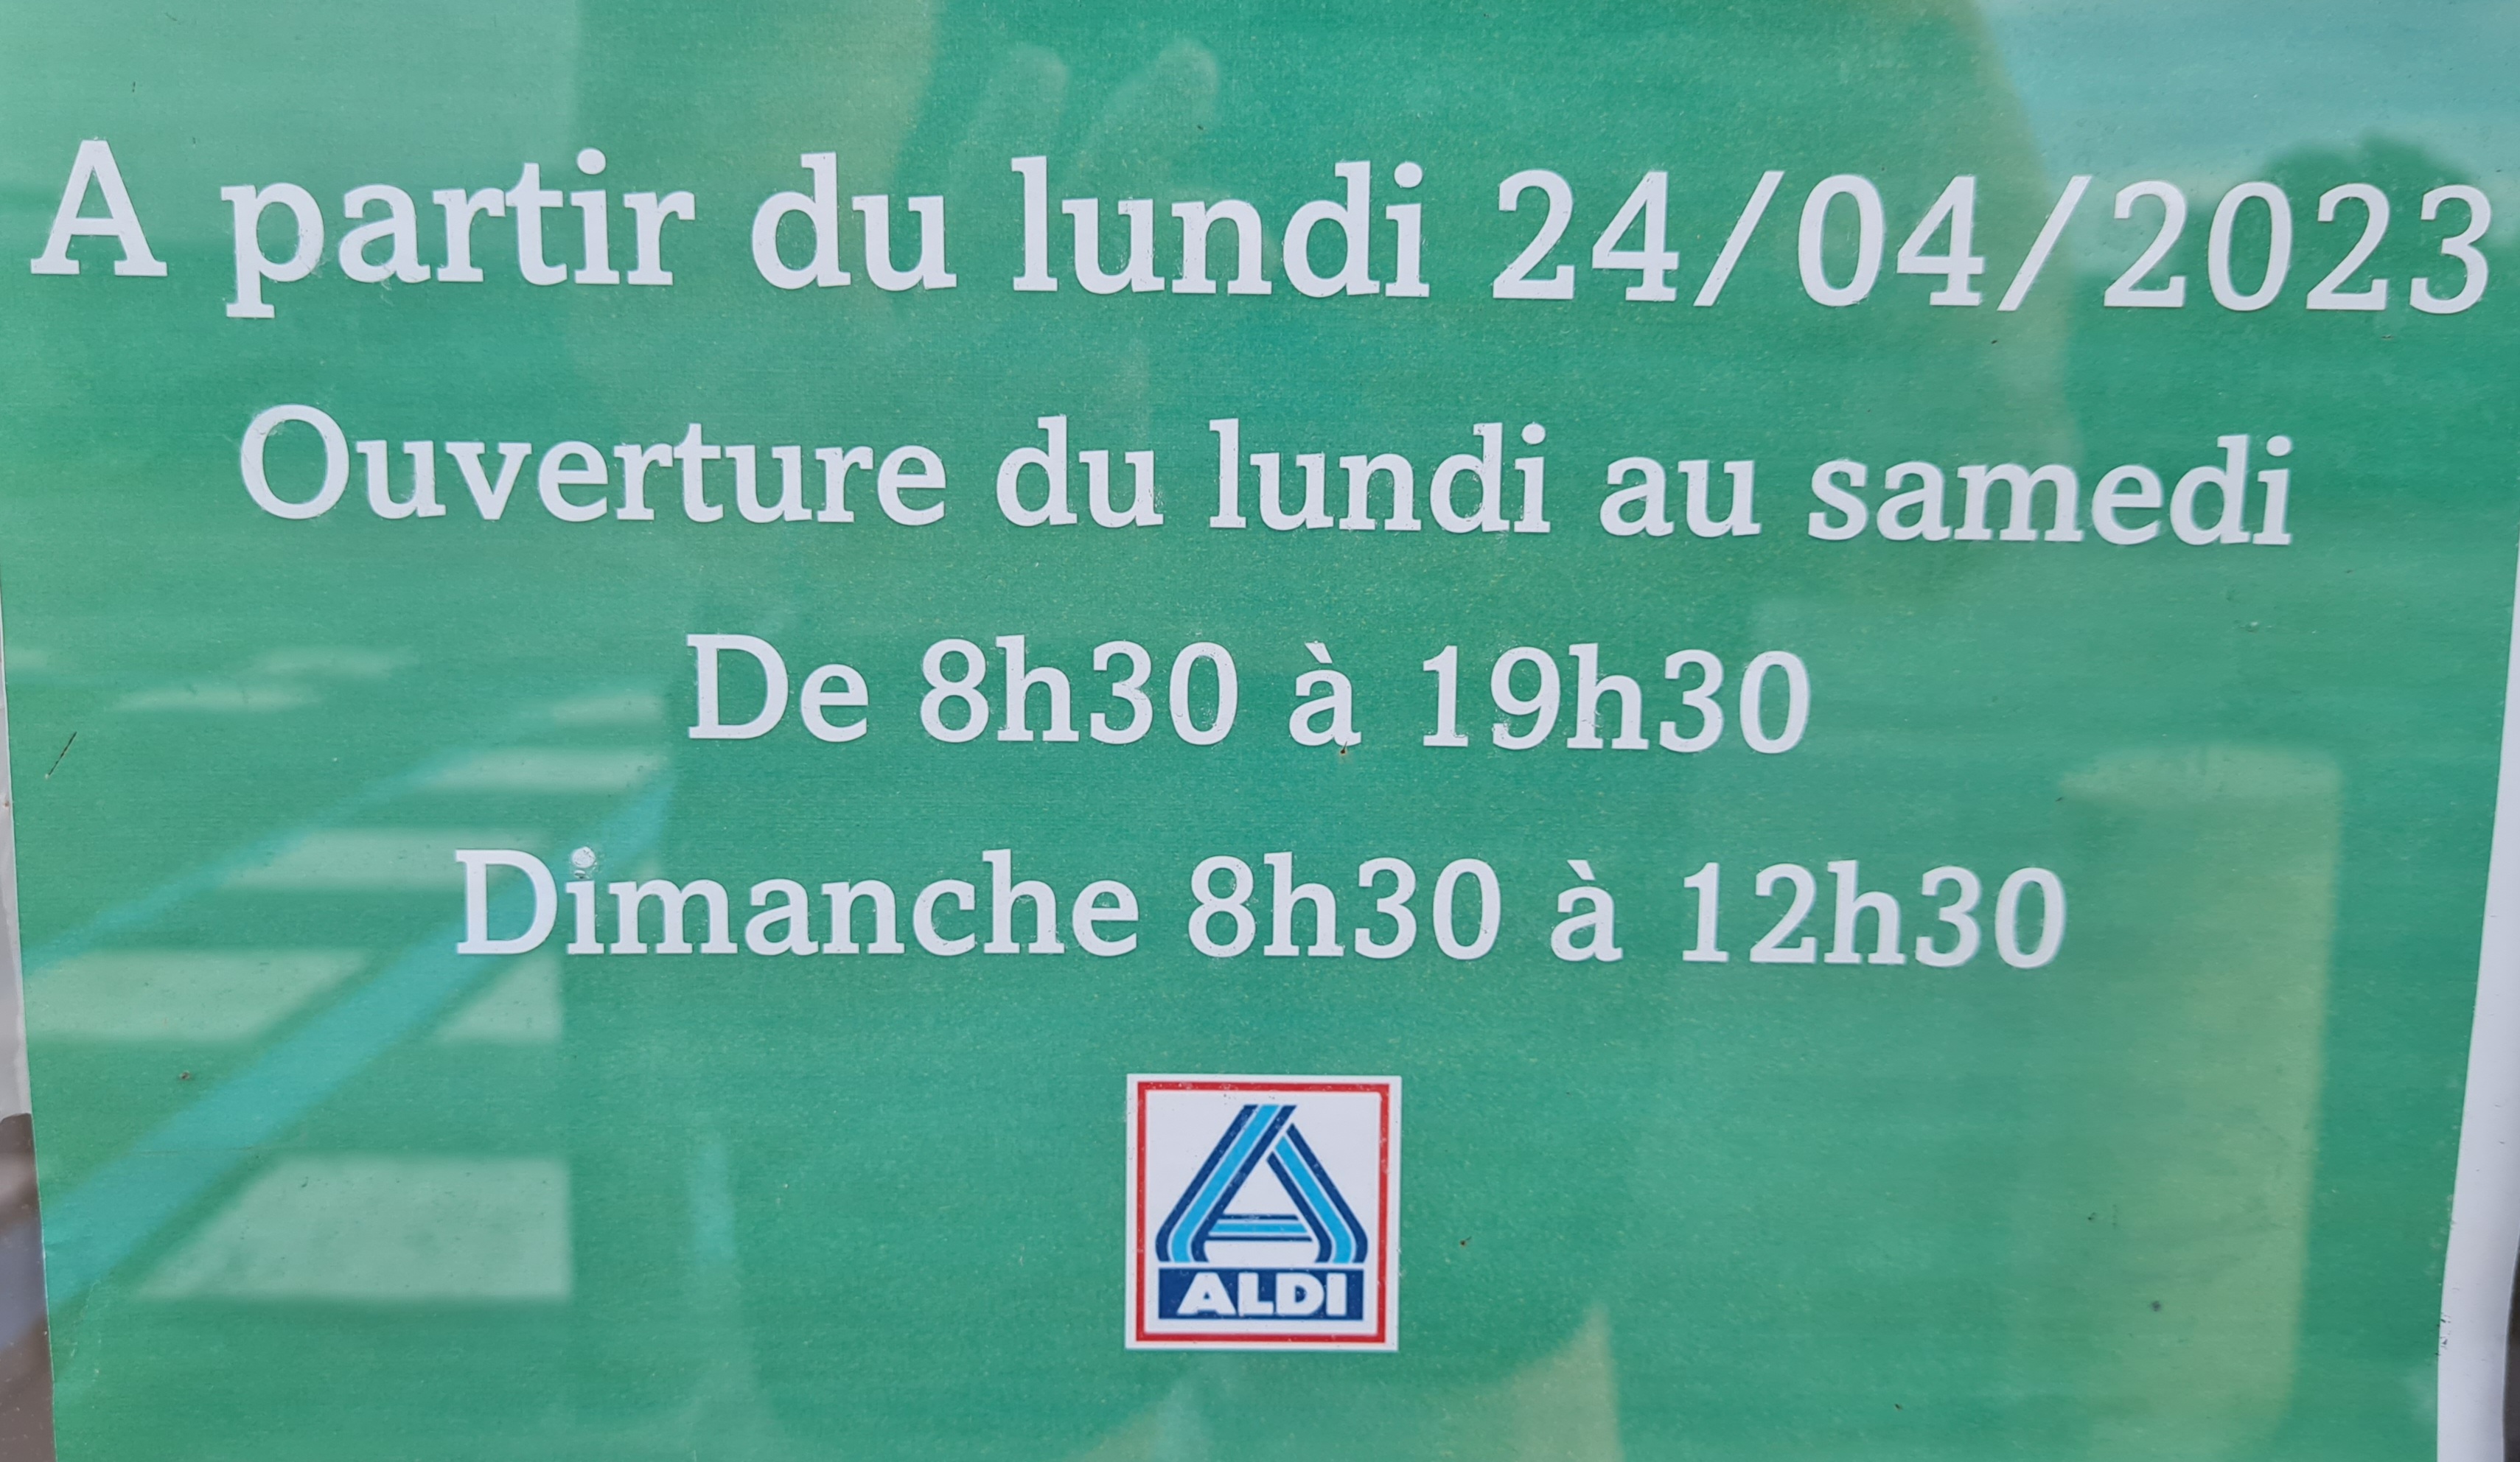 A partir du lundi 24/04/2023
Ouverture du lundi au samedi
De 8h30 à 19h30
Dimanche 8h30 à 12h30
ALDI